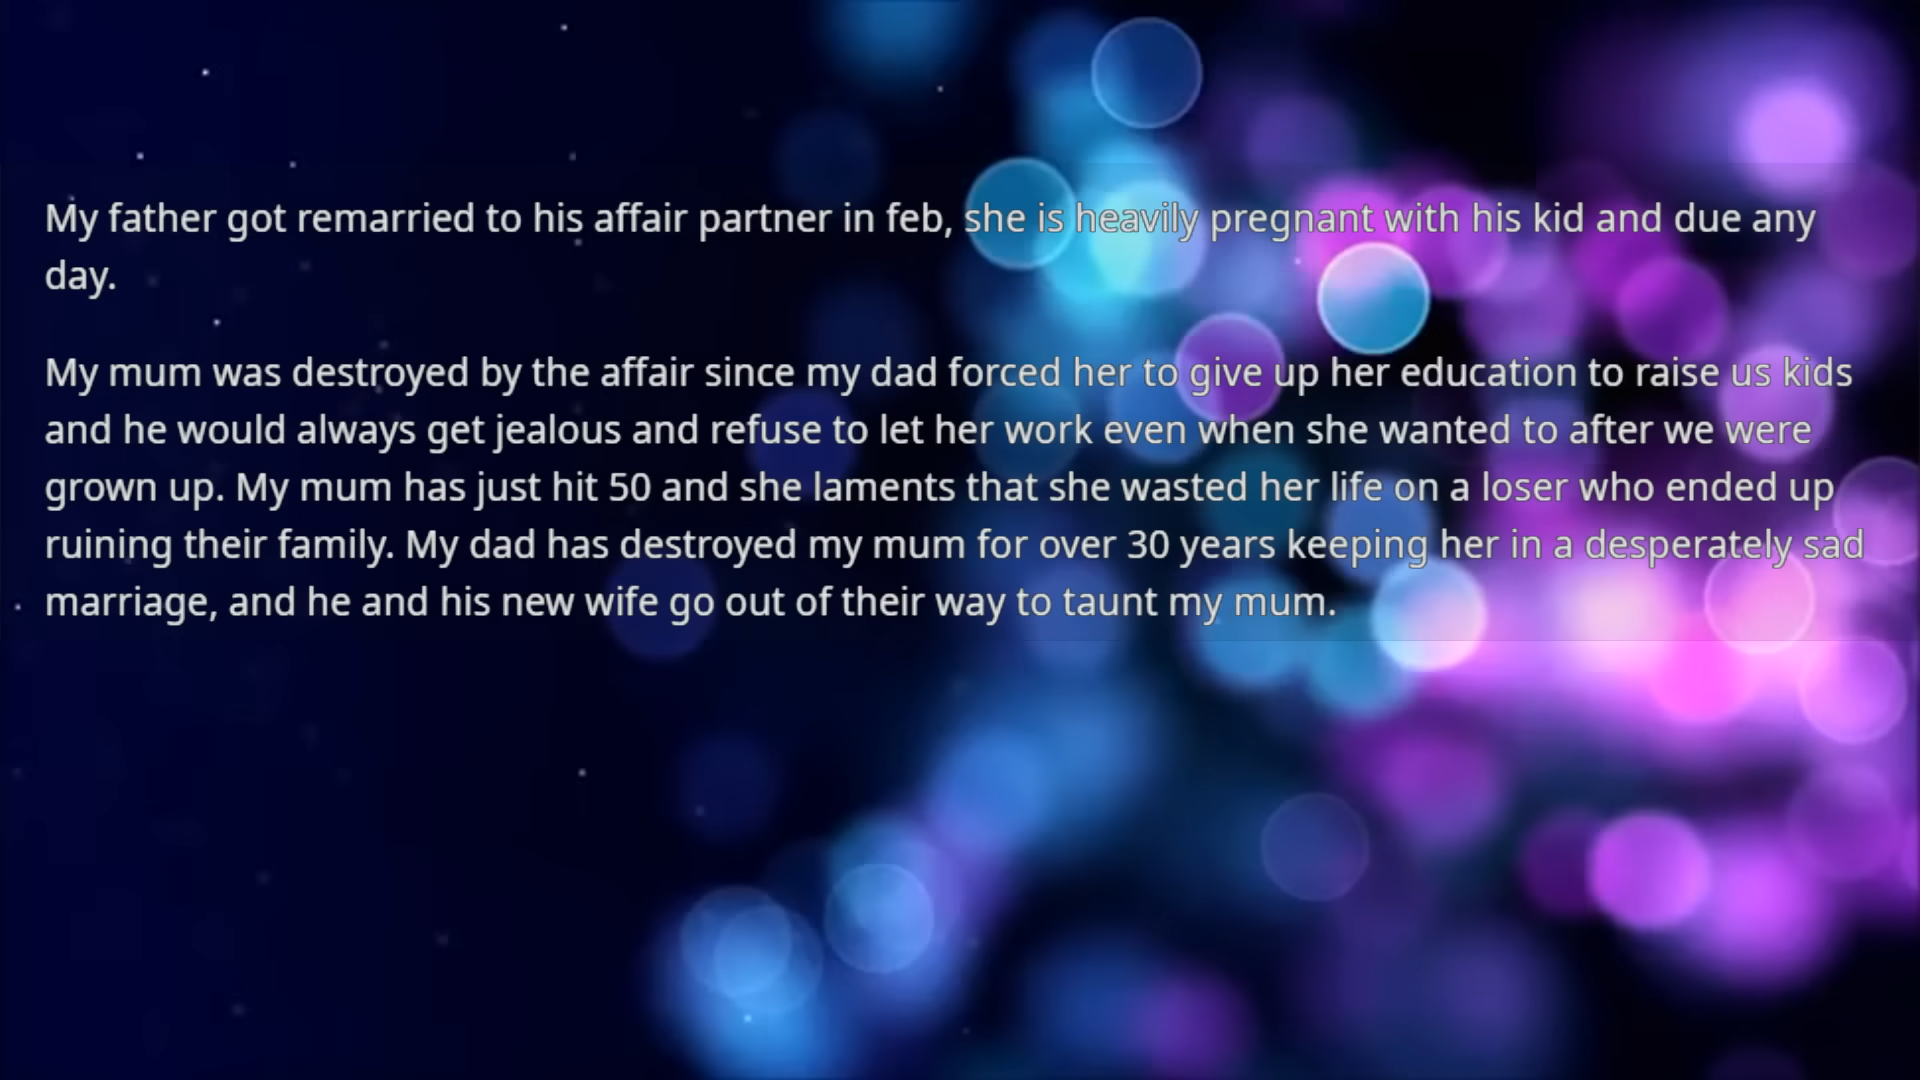 My father got remarried to his affair partner in feb, she is heavily pregnant with his kid and due any
day.
My mum was destroyed by the affair since my dad forced her to give up her education to raise us kids
and he would always get jealous and refuse to let her work even when she wanted to after we were
grown up. My mum has just hit 50 and she laments that she wasted her life on a loser who ended up
ruining their family. My dad has destroyed my mum for over 30 years keeping her in a desperately sad
marriage, and he and his new wife go out of their way to taunt my mum.